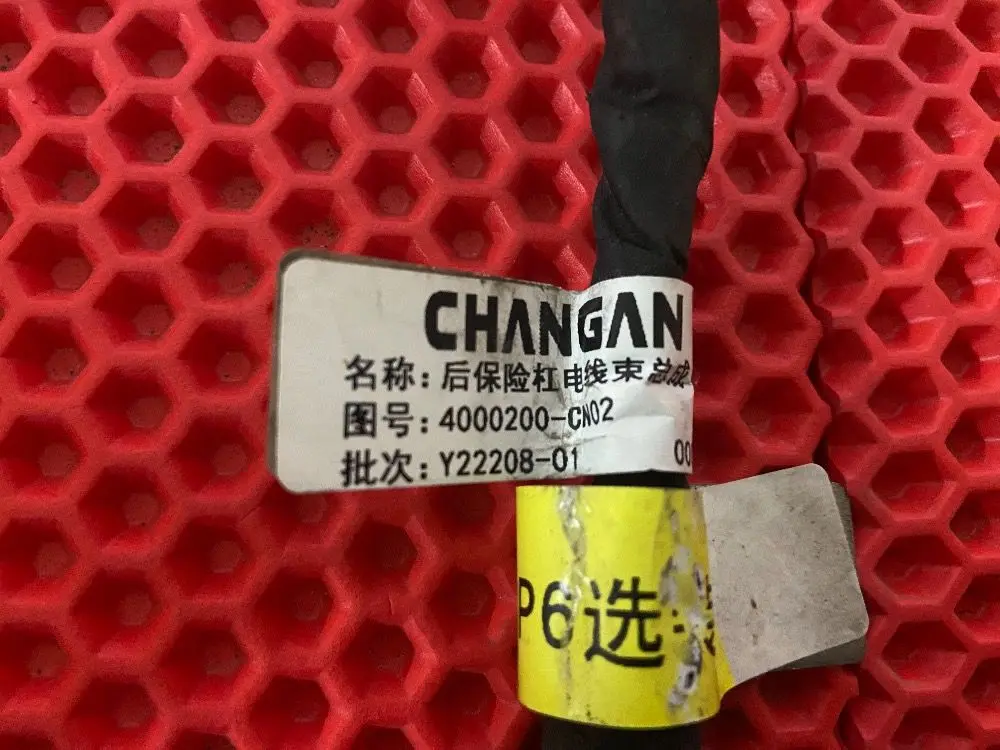 CHANGAN
名称：后保险杠电线束总成
图号：4000200-CN02
批次：Y22208-01 00
P6选